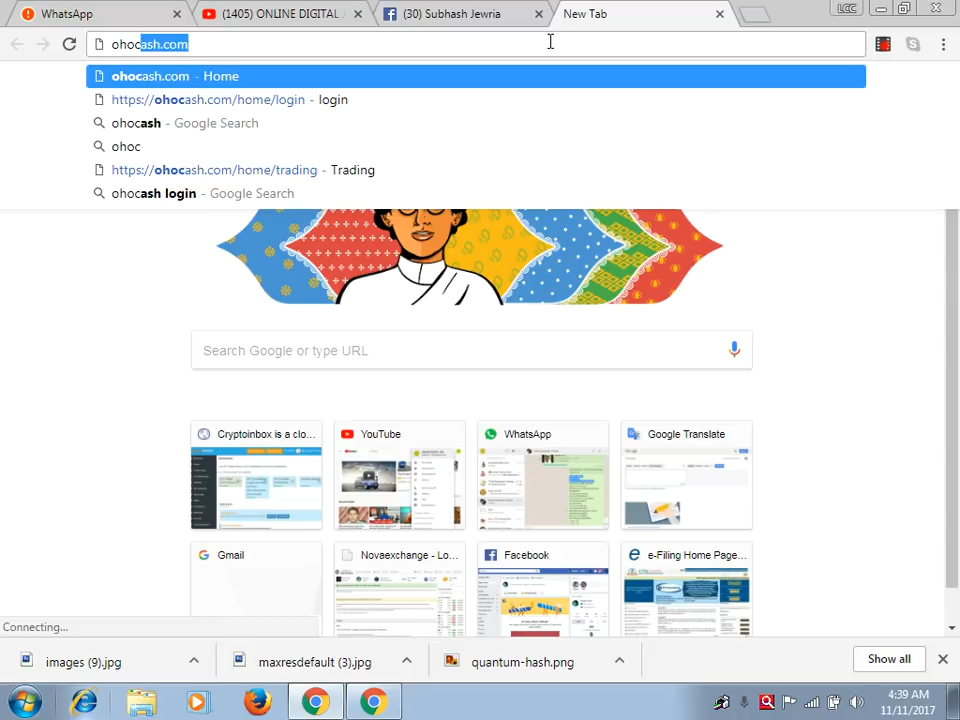 WhatsApp
(1405) ONLINE DIGITAL
(30) Subhash Jewria
New Tab
LCC
ohocash.com
ohocash.com - Home
https://ohocash.com/home/login - login
ohocash - Google Search
ohoc
https://ohocash.com/home/trading - Trading
ohocash login - Google Search
Search Google or type URL
Cryptoinbox is a clo...
YouTube
WhatsApp
Google Translate
Gmail
Novaexchange - Lo...
Facebook
e-Filing Home Page...
Connecting...
images (9).jpg
maxresdefault (3).jpg
quantum-hash.png
Show all
4:39 AM
11/11/2017